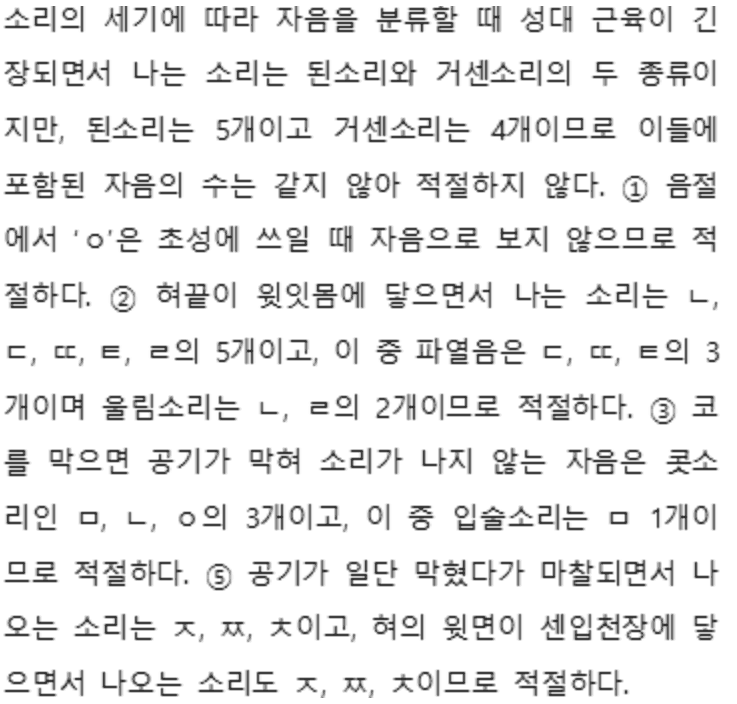 소리의 세기에 따라 자음을 분류할 때 성대 근육이 긴
장되면서 나는 소리는 된소리와 거센소리의 두 종류이
지만, 된소리는 5개이고 거센소리는 4개이므로 이들에
포함된 자음의 수는 같지 않아 적절하지 않다. ① 음절
에서 ‘ㅇ’은 초성에 쓰일 때 자음으로 보지 않으므로 적
절하다. ② 혀끝이 윗잇몸에 닿으면서 나는 소리는 ㄴ,
ㄷ, ㄸ, ㅌ, ㄹ의 5개이고, 이 중 파열음은 ㄷ, ㄸ, ㅌ의 3
개이며 울림소리는 ㄴ, ㄹ의 2개이므로 적절하다. ③ 코
를 막으면 공기가 막혀 소리가 나지 않는 자음은 콧소
리인 ㅁ, ㄴ, ㅇ의 3개이고, 이 중 입술소리는 ㅁ 1개이
므로 적절하다. ⑤ 공기가 일단 막혔다가 마찰되면서 나
오는 소리는 ㅈ, ㅉ, ㅊ이고, 혀의 윗면이 센입천장에 닿
으면서 나오는 소리도 ㅈ, ㅉ, ㅊ이므로 적절하다.